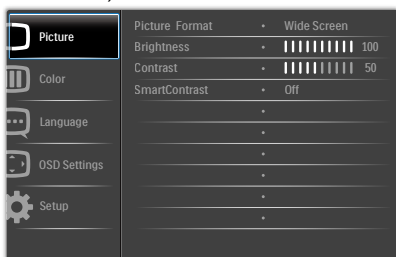 Picture
Color
Language
OSD Settings
Setup
Picture Format • Wide Screen
Brightness • 100
Contrast • 50
SmartContrast • Off